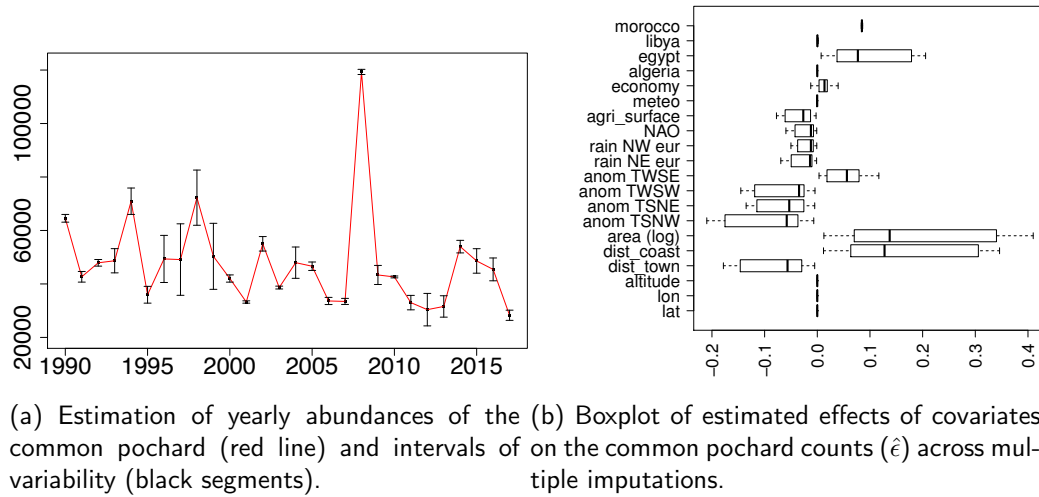 20000 60000 100000
1990 1995 2000 2005 2010 2015
morocco
libya
egypt
algeria
economy
meteo
agri_surface
NAO
rain NW eur
rain NE eur
anom TWSE
anom TWSW
anom TSNE
anom TSNW
area (log)
dist_coast
dist_town
altitude
lon
lat
−0.2 −0.1 0.0 0.1 0.2 0.3 0.4
(a) Estimation of yearly abundances of the
common pochard (red line) and intervals of
variability (black segments).
(b) Boxplot of estimated effects of covariates
on the common pochard counts (ϵ̂) across mul-
tiple imputations.